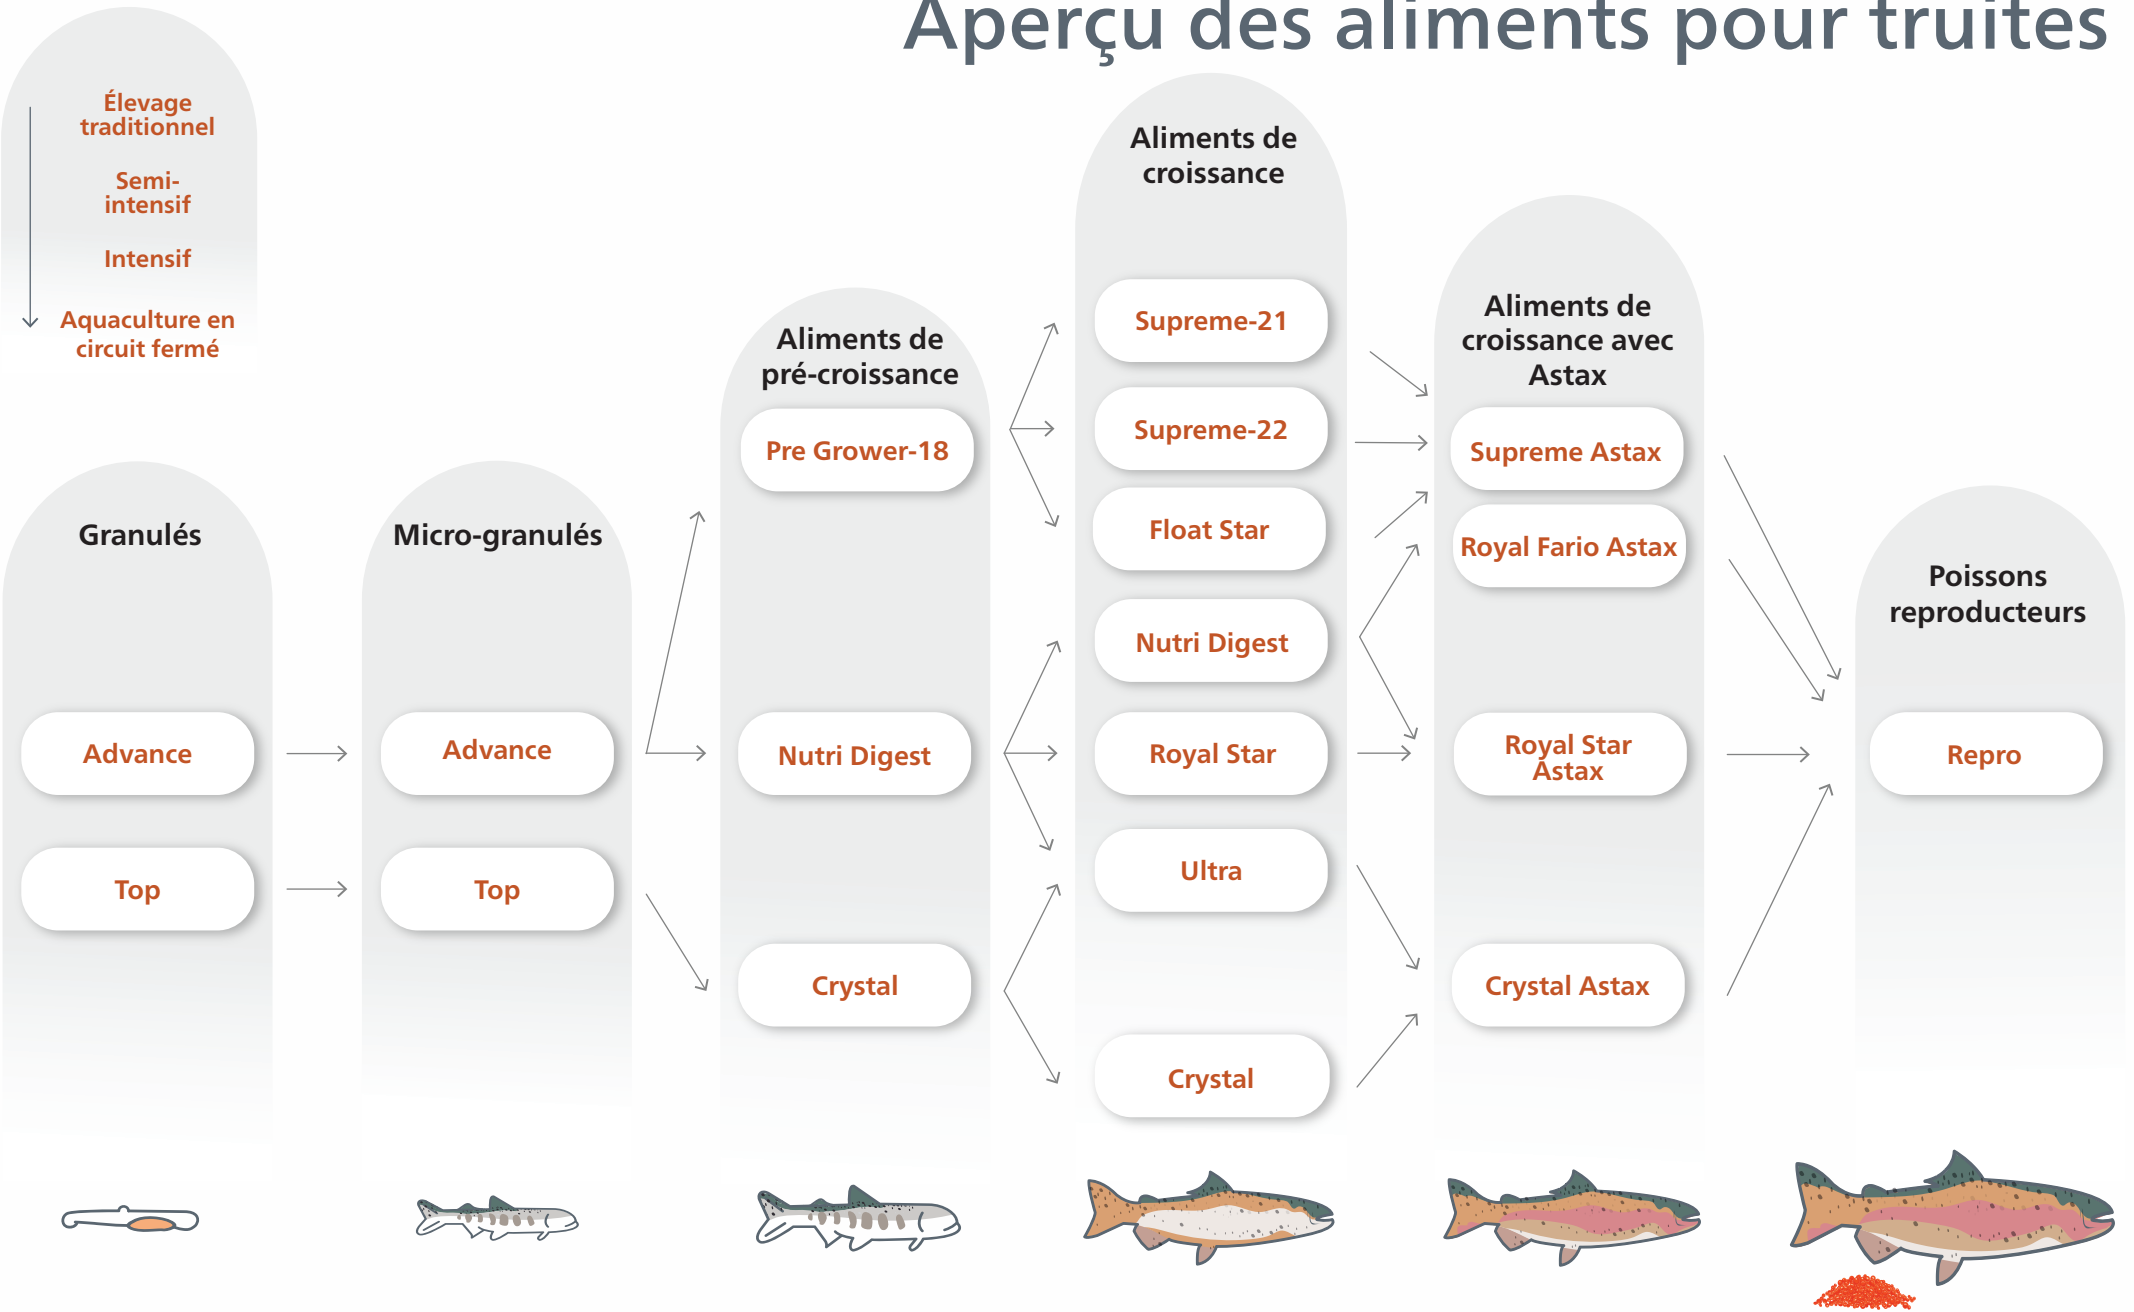 Aperçu des aliments pour truites
Élevage
traditionnel
Semi-
intensif
Intensif
Aquaculture en
circuit fermé
Granulés
Advance
Top
Micro-granulés
Advance
Top
Aliments de
pré-croissance
Pre Grower-18
Nutri Digest
Crystal
Aliments de
croissance
Supreme-21
Supreme-22
Float Star
Nutri Digest
Royal Star
Ultra
Crystal
Aliments de
croissance avec
Astax
Supreme Astax
Royal Fario Astax
Royal Star
Astax
Crystal Astax
Poissons
reproducteurs
Repro